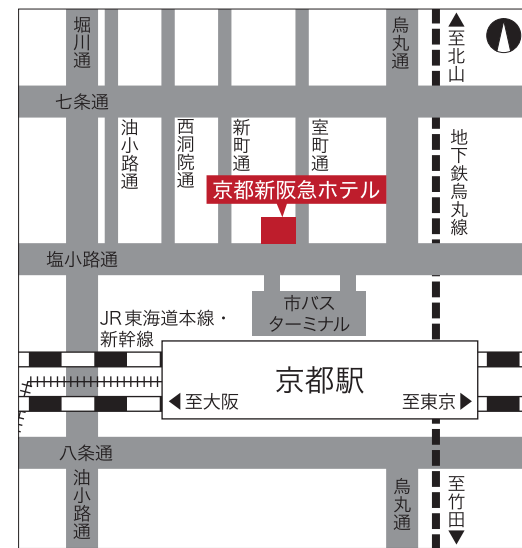 堀川通
烏丸通
▲至北山
七条通
油小路通
西洞院通
新町通
室町通
地下鉄烏丸線
京都新阪急ホテル
塩小路通
市バス
ターミナル
JR東海道本線・
新幹線
京都駅
◀至大阪
至東京▶
八条通
油小路通
烏丸通
至竹田▼